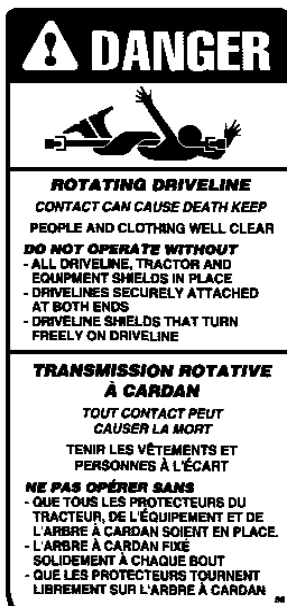 DANGER
ROTATING DRIVELINE
CONTACT CAN CAUSE DEATH KEEP
PEOPLE AND CLOTHING WELL CLEAR
DO NOT OPERATE WITHOUT
- ALL DRIVELINE, TRACTOR AND
EQUIPMENT SHIELDS IN PLACE
- DRIVELINES SECURELY ATTACHED
AT BOTH ENDS
- DRIVELINE SHIELDS THAT TURN
FREELY ON DRIVELINE
TRANSMISSION ROTATIVE
À CARDAN
TOUT CONTACT PEUT
CAUSER LA MORT
TENIR LES VÊTEMENTS ET
PERSONNES À L'ÉCART
NE PAS OPÉRER SANS
- QUE TOUS LES PROTECTEURS DU
TRACTEUR, DE L'ÉQUIPEMENT ET DE
L'ARBRE À CARDAN SOIENT EN PLACE.
- L'ARBRE À CARDAN FIXÉ
SOLIDEMENT À CHAQUE BOUT
- QUE LES PROTECTEURS TOURNENT
LIBREMENT SUR L'ARBRE À CARDAN